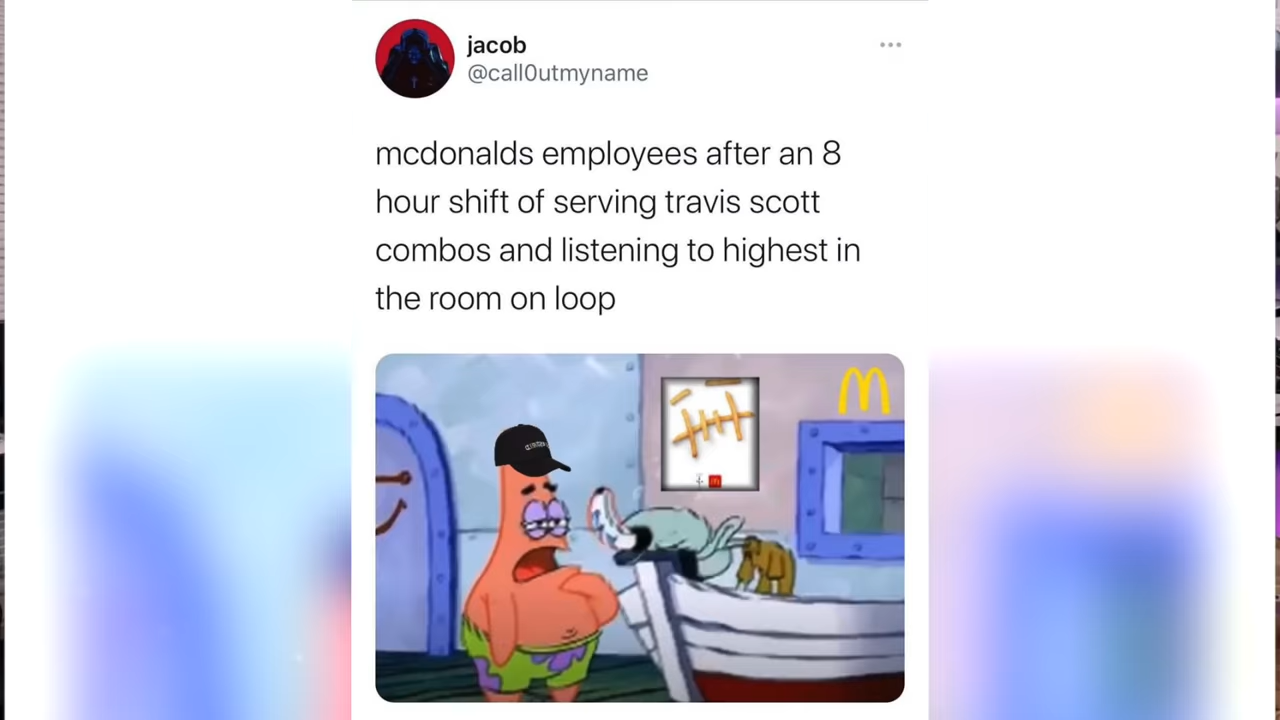 jacob
@call0utmyname
mcdonalds employees after an 8
hour shift of serving travis scott
combos and listening to highest in
the room on loop